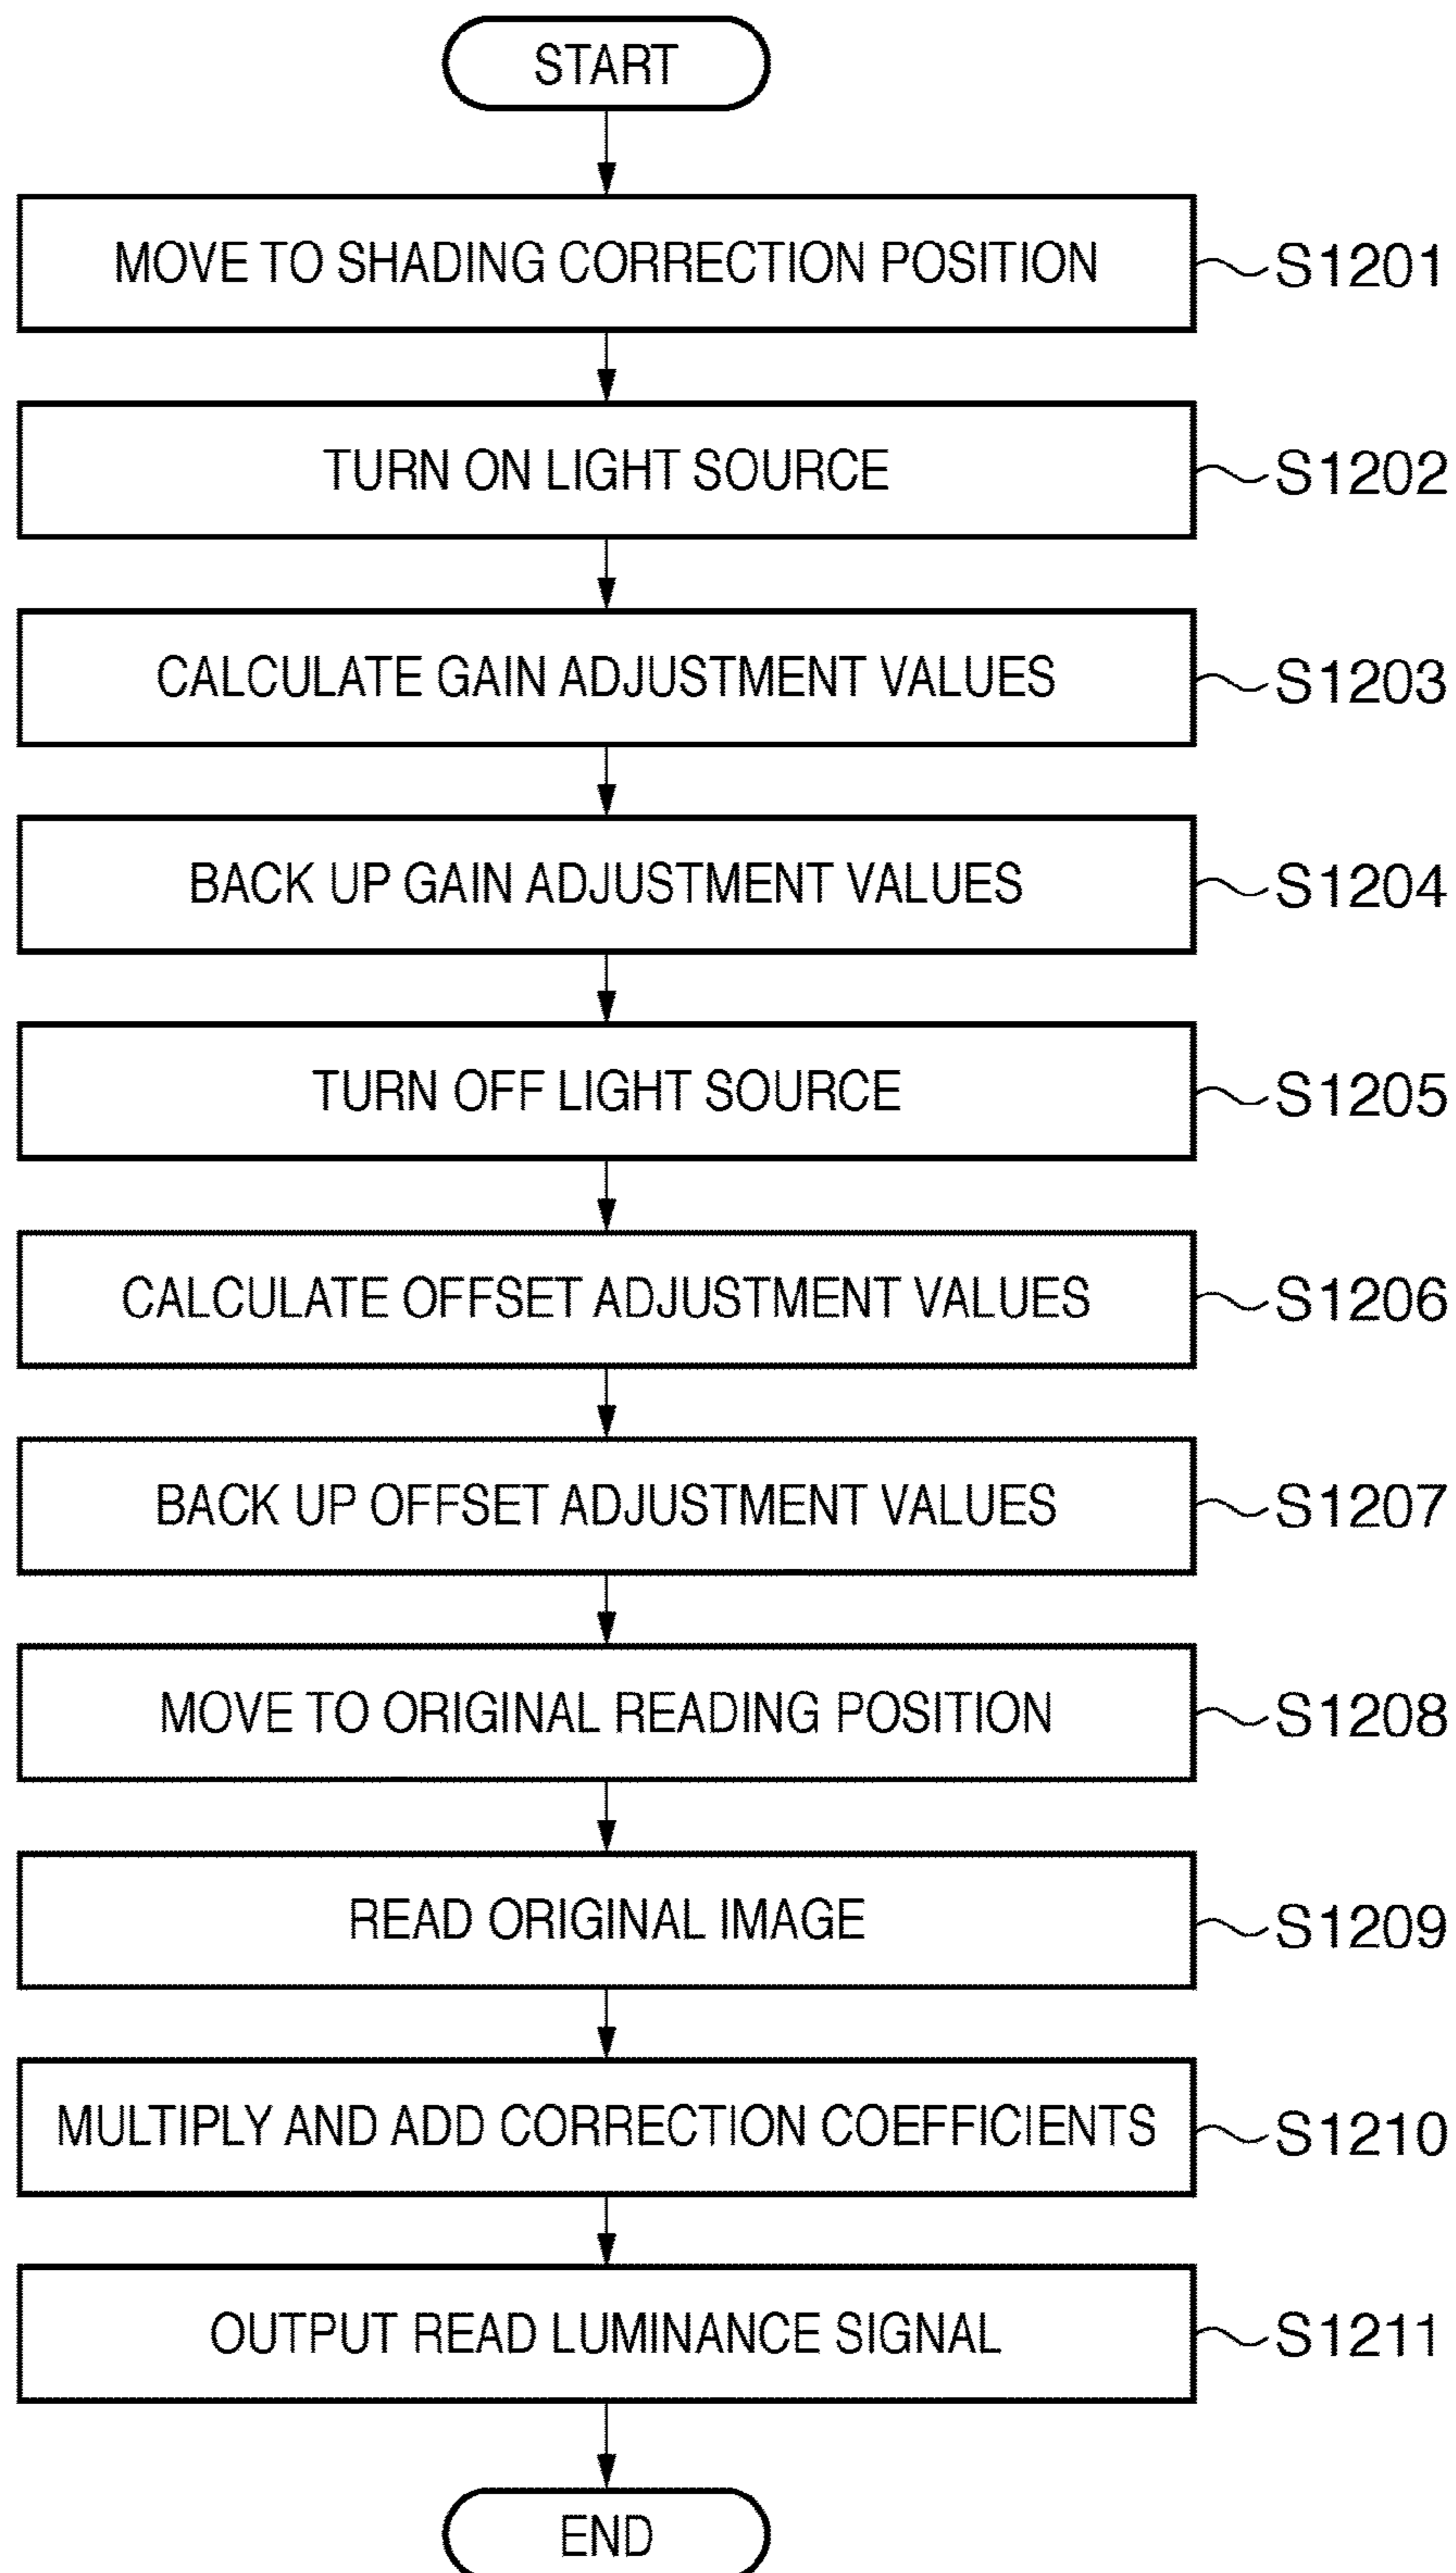 START
MOVE TO SHADING CORRECTION POSITION S1201
TURN ON LIGHT SOURCE S1202
CALCULATE GAIN ADJUSTMENT VALUES S1203
BACK UP GAIN ADJUSTMENT VALUES S1204
TURN OFF LIGHT SOURCE S1205
CALCULATE OFFSET ADJUSTMENT VALUES S1206
BACK UP OFFSET ADJUSTMENT VALUES S1207
MOVE TO ORIGINAL READING POSITION S1208
READ ORIGINAL IMAGE S1209
MULTIPLY AND ADD CORRECTION COEFFICIENTS S1210
OUTPUT READ LUMINANCE SIGNAL S1211
END